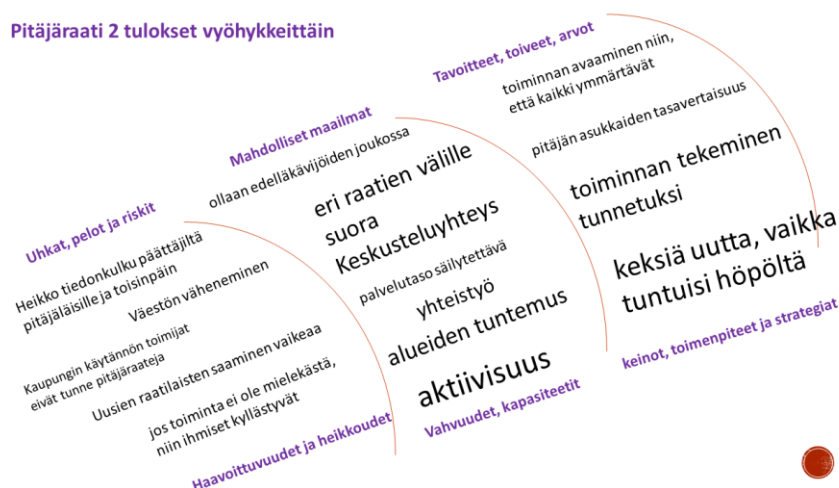 Pitäjäraati 2 tulokset vyöhykkeittäin
Uhkat, pelot ja riskit
Heikko tiedonkulku päättäjiltä
pitäjäläisille ja toisinpäin
Väestön väheneminen
Kaupungin käytännön toimijat
eivät tunne pitäjäraateja
Uusien raatilaisten saaminen vaikeaa
jos toiminta ei ole mielekästä,
niin ihmiset kyllästyvät
Haavoittuvuudet ja heikkoudet
Mahdolliset maailmat
ollaan edelläkävijöiden joukossa
eri raatien välille
suora
Keskusteluyhteys
palvelutaso säilytettävä
yhteistyö
alueiden tuntemus
aktiivisuus
Vahvuudet, kapasiteetit
Tavoitteet, toiveet, arvot
toiminnan avaaminen niin,
että kaikki ymmärtävät
pitäjän asukkaiden tasavertaisuus
toiminnan tekeminen
tunnetuksi
keksiä uutta, vaikka
tuntuisi höpöltä
keinot, toimenpiteet ja strategiat